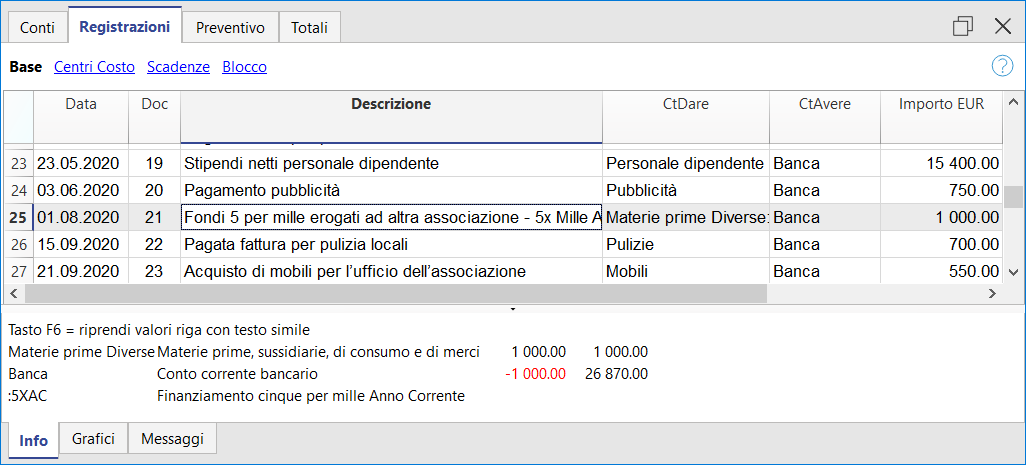 Conti Registrazioni Preventivo Totali
Base Centri Costo Scadenze Blocco
Data Doc Descrizione CtDare CtAvere Importo EUR
23 23.05.2020 19 Stipendi netti personale dipendente Personale dipendente Banca 15 400.00
24 03.06.2020 20 Pagamento pubblicità Pubblicità Banca 750.00
25 01.08.2020 21 Fondi 5 per mille erogati ad altra associazione - 5x Mille A Materie prime Diverse: Banca 1 000.00
26 15.09.2020 22 Pagata fattura per pulizia locali Pulizie Banca 700.00
27 21.09.2020 23 Acquisto di mobili per l’ufficio dell’associazione Mobili Banca 550.00
Tasto F6 = riprendi valori riga con testo simile
Materie prime Diverse Materie prime, sussidiarie, di consumo e di merci 1 000.00 1 000.00
Banca Conto corrente bancario -1 000.00 26 870.00
:5XAC Finanziamento cinque per mille Anno Corrente
Info Grafici Messaggi